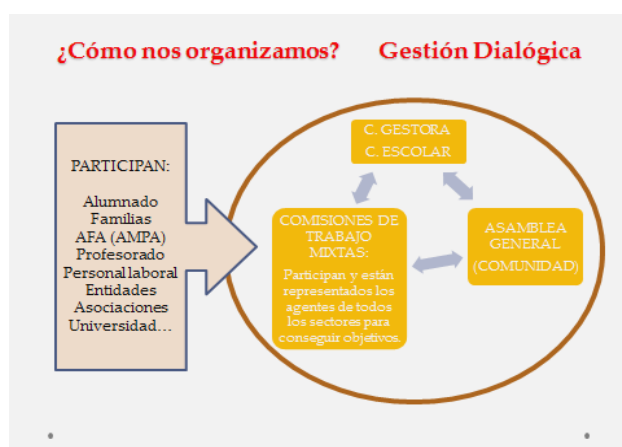 ¿Cómo nos organizamos? Gestión Dialógica
PARTICIPAN:
Alumnado
Familias
AFA (AMPA)
Profesorado
Personal laboral
Entidades
Asociaciones
Universidad...
C. GESTORA
C. ESCOLAR
COMISIONES DE
TRABAJO
MIXTAS:
Participan y están
representados los
agentes de todos
los sectores para
conseguir objetivos.
ASAMBLEA
GENERAL
(COMUNIDAD)